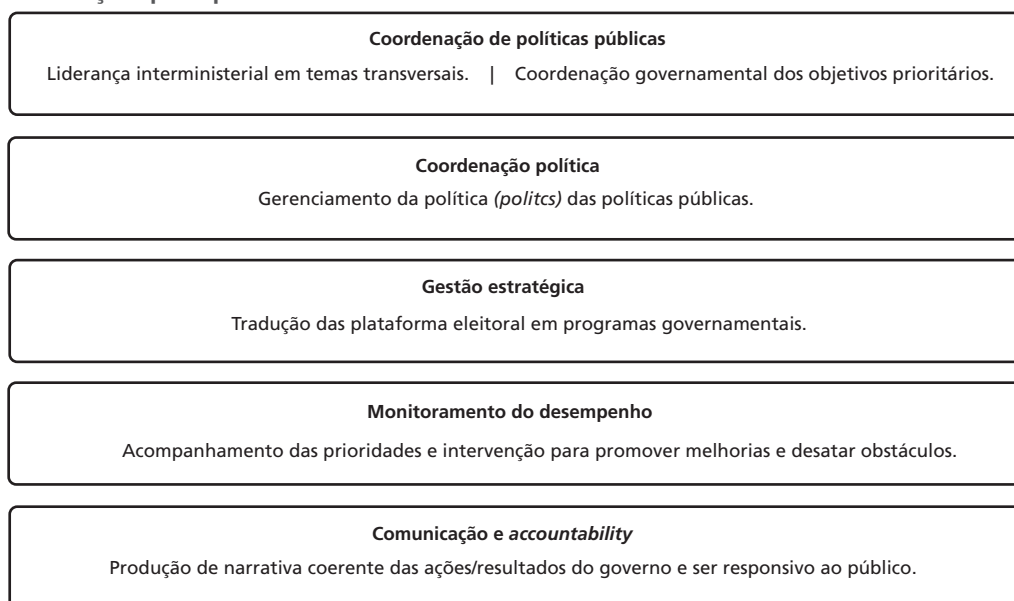 Coordenação de políticas públicas
Liderança interministerial em temas transversais. | Coordenação governamental dos objetivos prioritários.
Coordenação política
Gerenciamento da política (politcs) das políticas públicas.
Gestão estratégica
Tradução das plataforma eleitoral em programas governamentais.
Monitoramento do desempenho
Acompanhamento das prioridades e intervenção para promover melhorias e desatar obstáculos.
Comunicação e accountability
Produção de narrativa coerente das ações/resultados do governo e ser responsivo ao público.